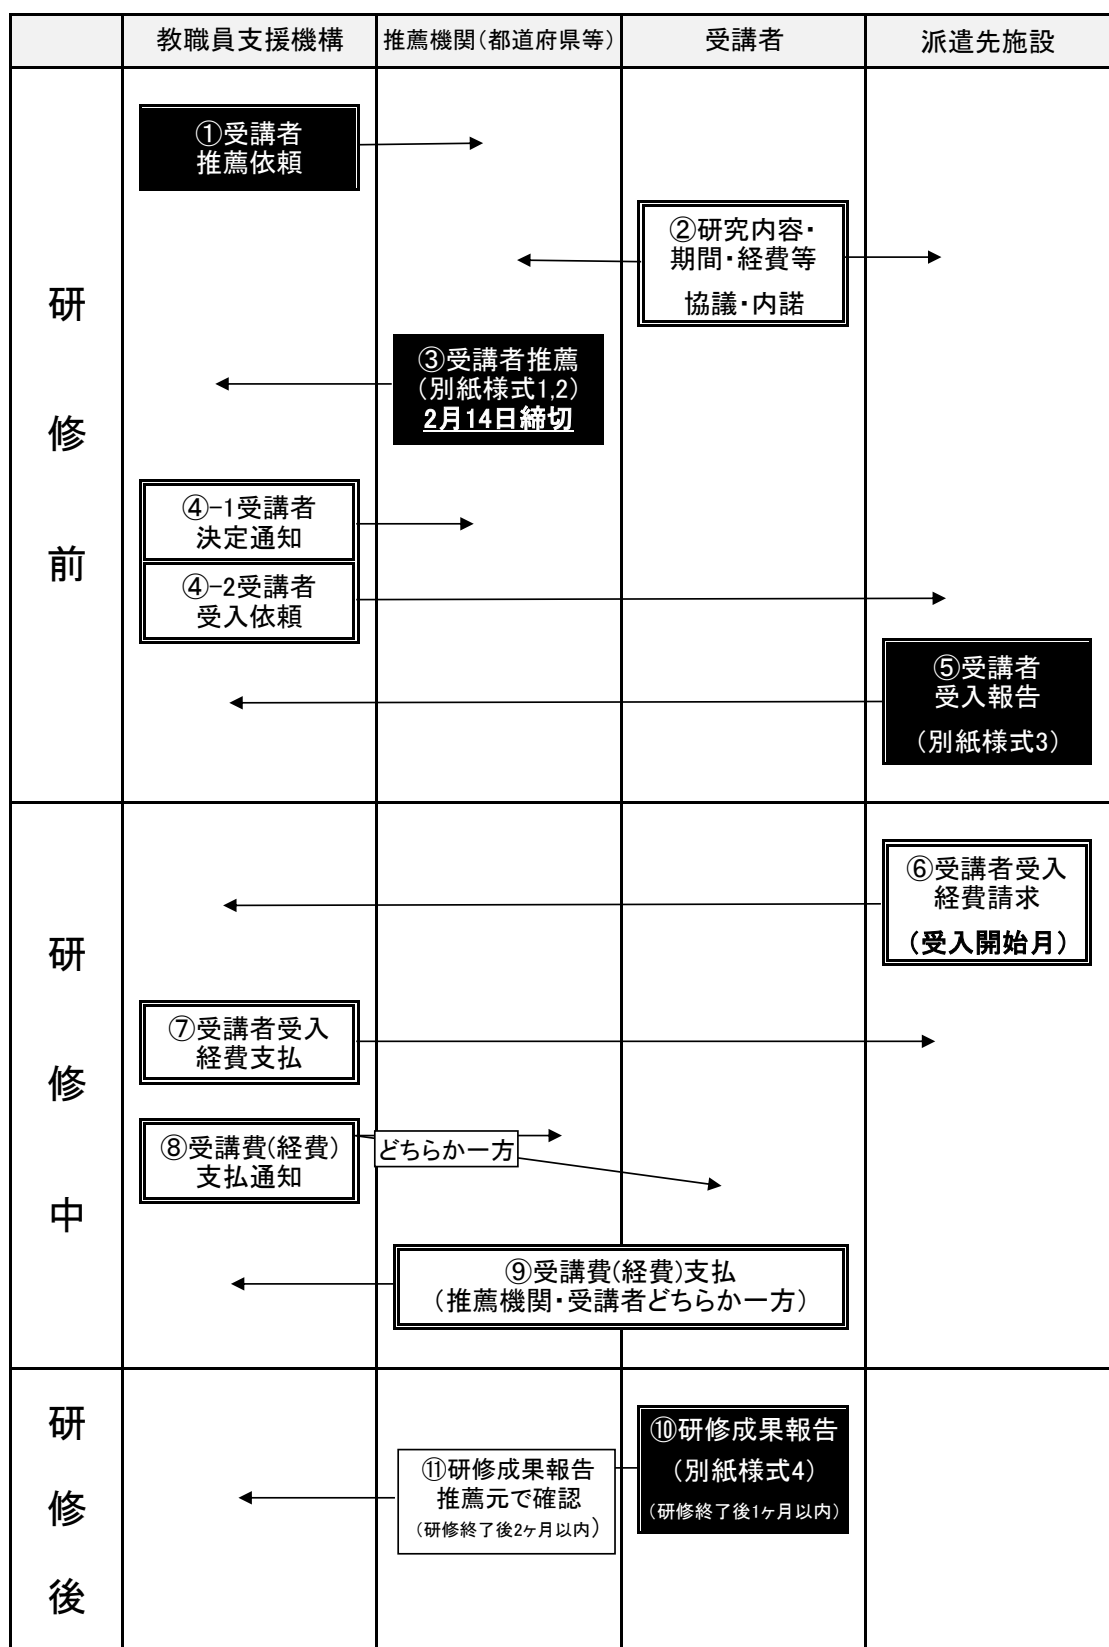 教職員支援機構
推薦機関(都道府県等)
受講者
派遣先施設
研
修
前
①受講者
推薦依頼
②研究内容・
期間・経費等
協議・内諾
③受講者推薦
(別紙様式1,2)
2月14日締切
④-1受講者
決定通知
④-2受講者
受入依頼
⑤受講者
受入報告
(別紙様式3)
研
修
中
⑥受講者受入
経費請求
(受入開始月)
⑦受講者受入
経費支払
⑧受講費(経費)
支払通知
どちらか一方
⑨受講費(経費)支払
(推薦機関・受講者どちらか一方)
研
修
後
⑩研修成果報告
(別紙様式4)
(研修終了後1ヶ月以内)
⑪研修成果報告
推薦元で確認
(研修終了後2ヶ月以内)